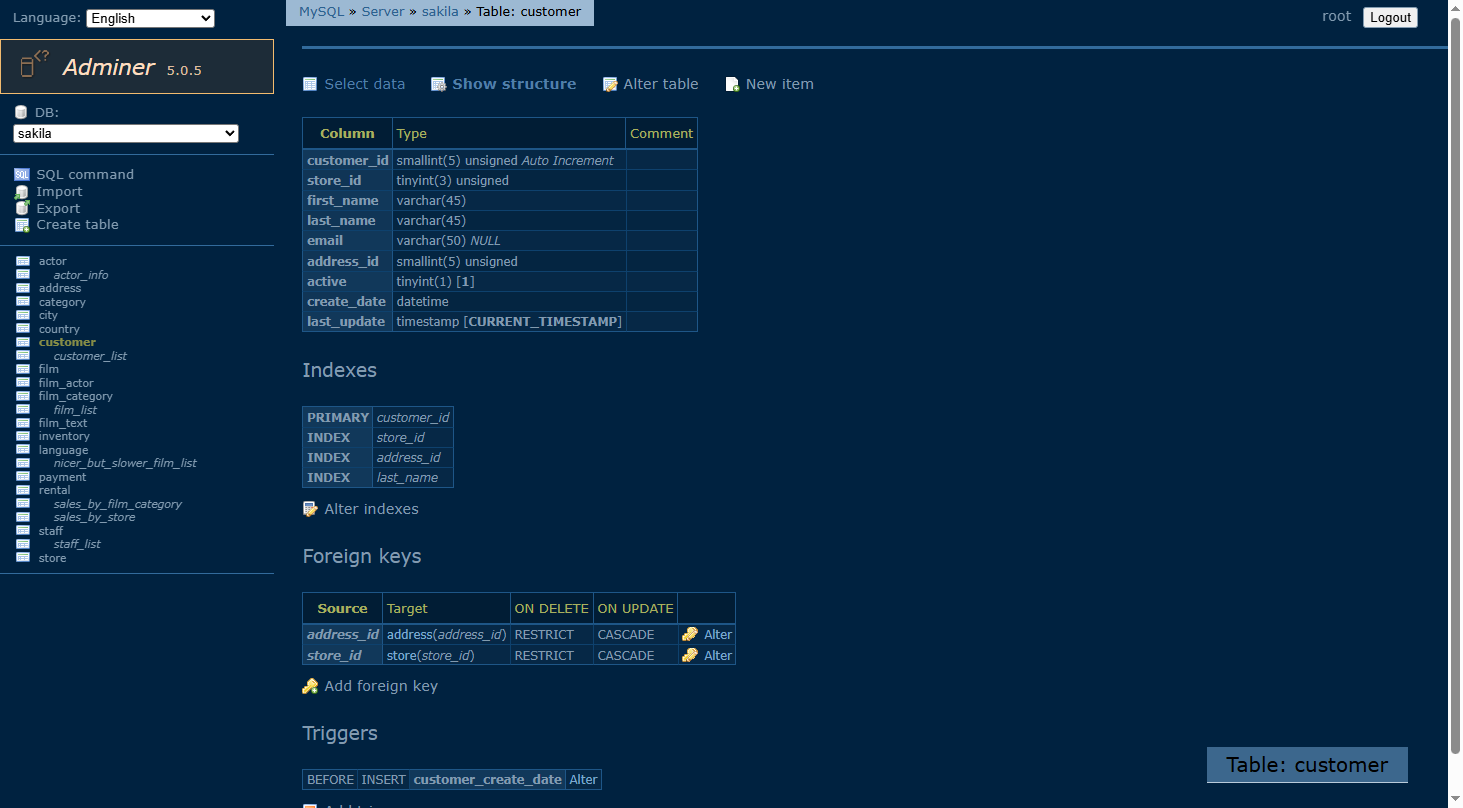 Language: English
Adminer 5.0.5
DB:
sakila
SQL command
Import
Export
Create table
actor
actor_info
address
category
city
country
customer
customer_list
film
film_actor
film_category
film_list
film_text
inventory
language
nicer_but_slower_film_list
payment
rental
sales_by_film_category
sales_by_store
staff
staff_list
store
MySQL » Server » sakila » Table: customer
root Logout
Select data Show structure Alter table New item
Column Type Comment
customer_id smallint(5) unsigned Auto Increment
store_id tinyint(3) unsigned
first_name varchar(45)
last_name varchar(45)
email varchar(50) NULL
address_id smallint(5) unsigned
active tinyint(1) [1]
create_date datetime
last_update timestamp [CURRENT_TIMESTAMP]
Indexes
PRIMARY customer_id
INDEX store_id
INDEX address_id
INDEX last_name
Alter indexes
Foreign keys
Source Target ON DELETE ON UPDATE
address_id address(address_id) RESTRICT CASCADE Alter
store_id store(store_id) RESTRICT CASCADE Alter
Add foreign key
Triggers
BEFORE INSERT customer_create_date Alter
Table: customer